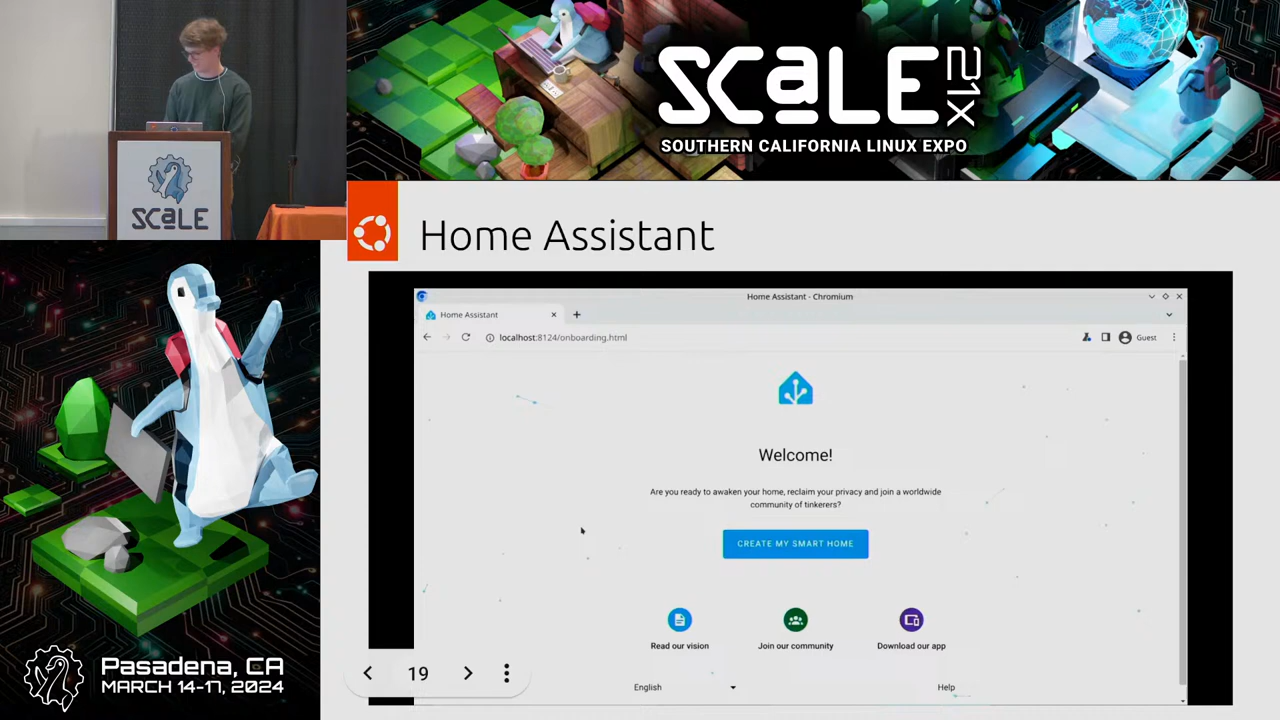 SCALE 21X
SOUTHERN CALIFORNIA LINUX EXPO
SCALE
Home Assistant
Home Assistant - Chromium
Home Assistant
localhost:8124/onboarding.html
Guest
Welcome!
Are you ready to awaken your home, reclaim your privacy and join a worldwide
community of tinkerers?
CREATE MY SMART HOME
Read our vision
Join our community
Download our app
English
Help
19
Pasadena, CA
MARCH 14-17, 2024